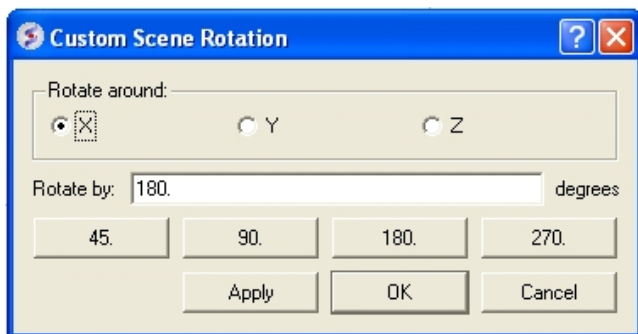 Custom Scene Rotation ?
Rotate around:
X Y Z
Rotate by: 180. degrees
45. 90. 180. 270.
Apply OK Cancel